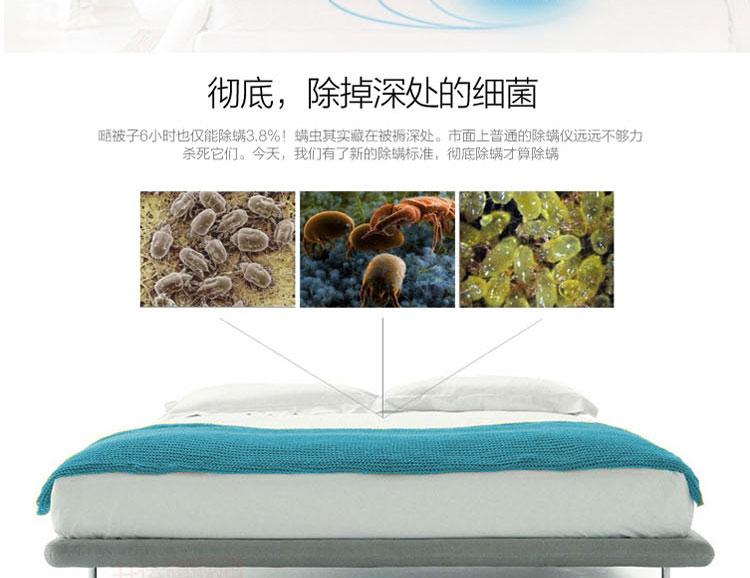 彻底，除掉深处的细菌
嗮被子6小时也仅能除螨3.8%！螨虫其实藏在被褥深处。市面上普通的除螨仪远远不够力
杀死它们。今天，我们有了新的除螨标准，彻底除螨才算除螨